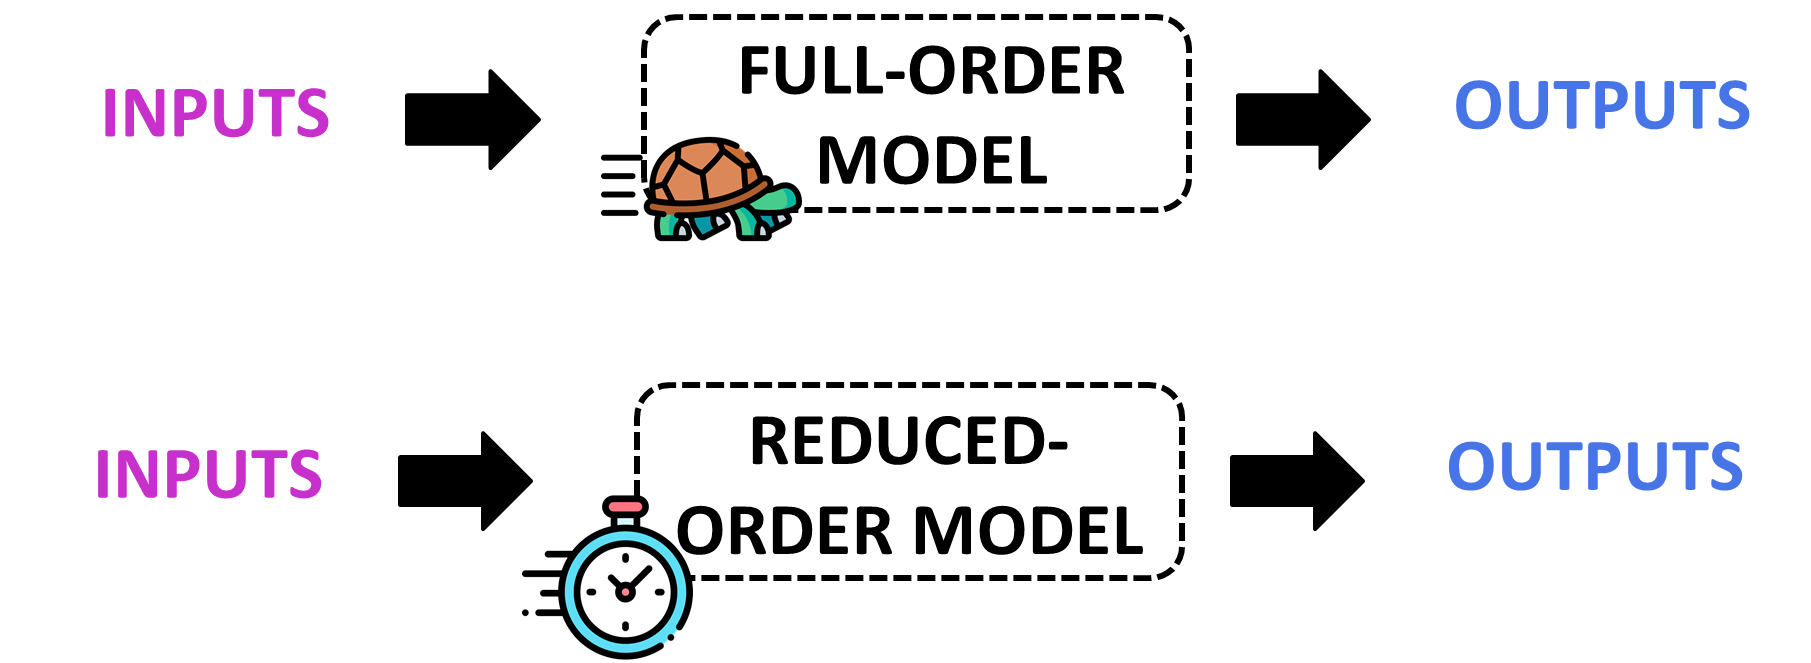 INPUTS
FULL-ORDER
MODEL
OUTPUTS
INPUTS
REDUCED-
ORDER MODEL
OUTPUTS